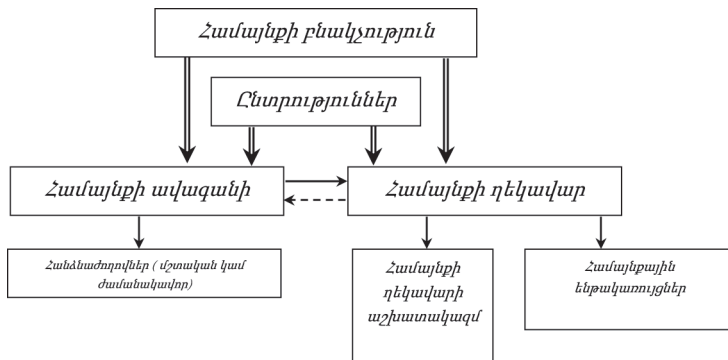 Համայնքի բնակչություն
Ընտրություններ
Համայնքի ավագանի
Համայնքի ղեկավար
Հանձնաժողովներ ( մշտական կամ
ժամանակավոր)
Համայնքի
ղեկավարի
աշխատակազմ
Համայնքային
ենթակառույցներ